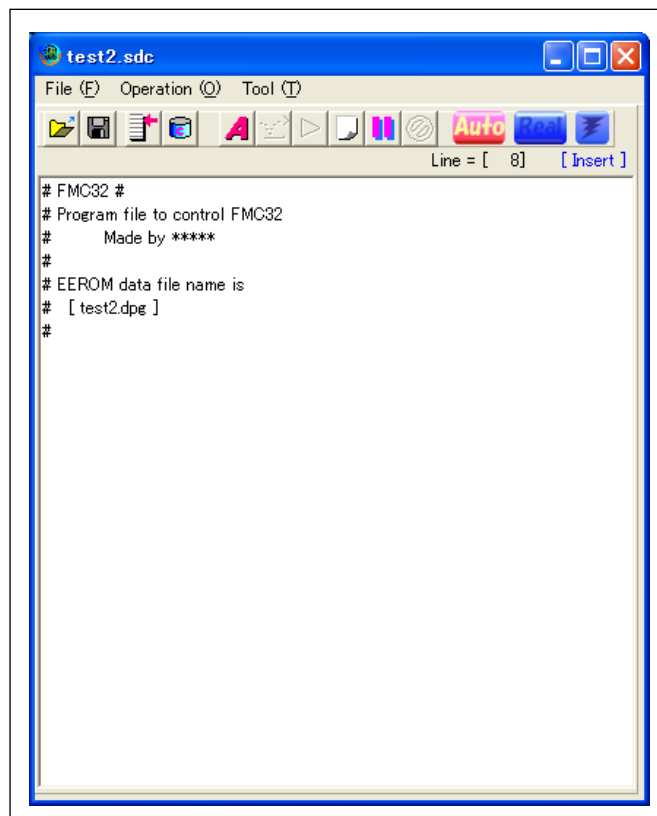 test2.sdc
File (F) Operation (O) Tool (T)
A Auto Real
Line = [ 8] [ Insert ]
# FMC32 #
# Program file to control FMC32
# Made by *****
#
# EEROM data file name is
# [ test2.dpg ]
#